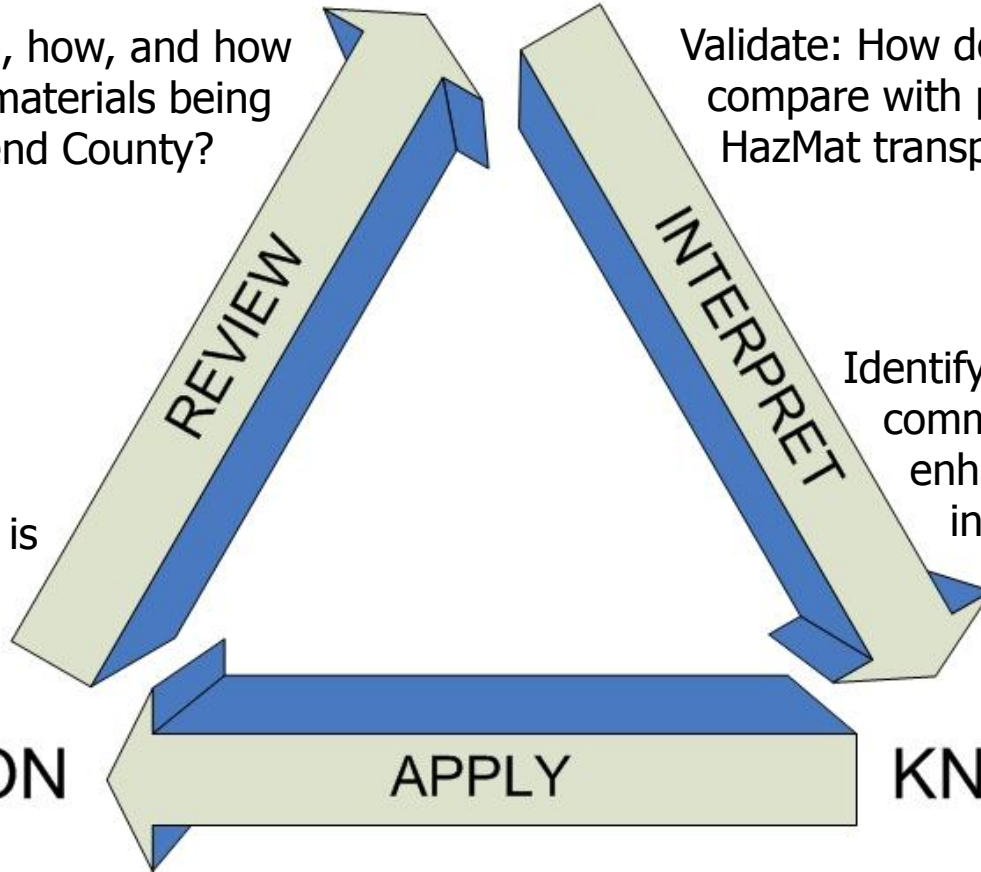 , how, and how
materials being
end County?
Validate: How do
compare with p
HazMat transp
REVIEW
INTERPRET
Identify
comm
enh
in
is
ON
APPLY
KN